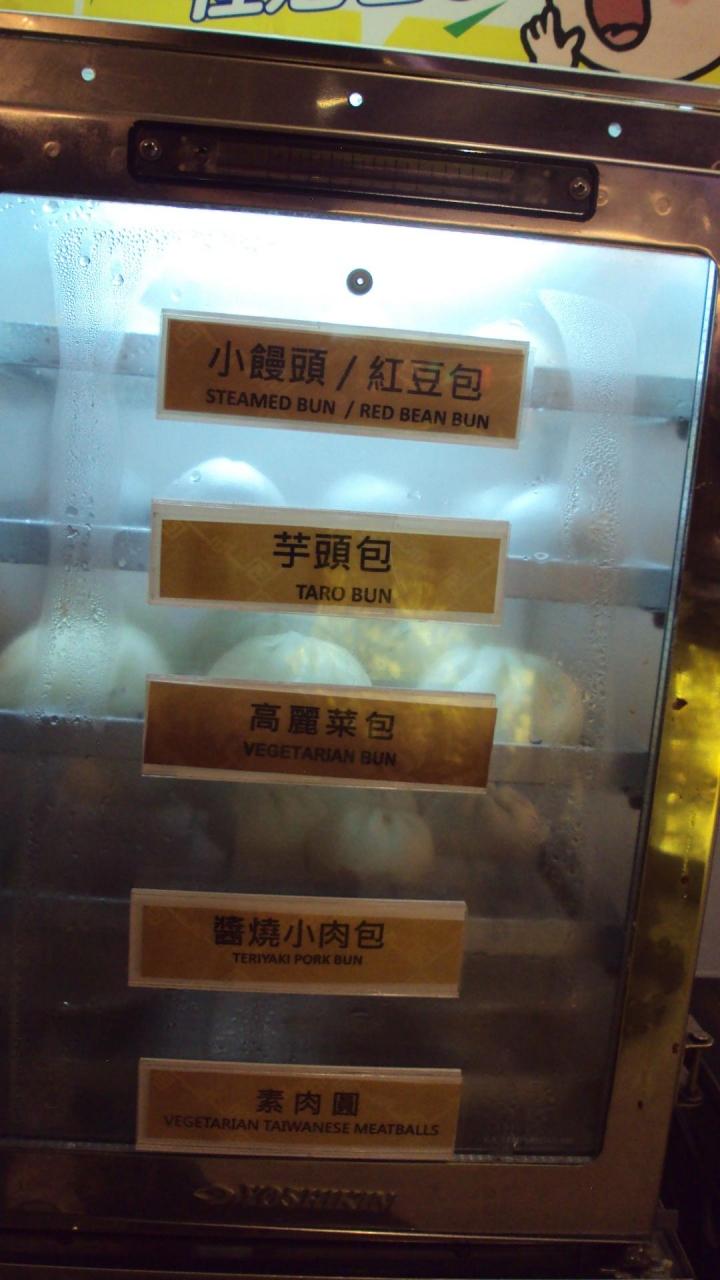 小饅頭 / 紅豆包
STEAMED BUN / RED BEAN BUN
芋頭包
TARO BUN
高麗菜包
VEGETARIAN BUN
醬燒小肉包
TERIYAKI PORK BUN
素肉圓
VEGETARIAN TAIWANESE MEATBALLS
YOSHIKIN